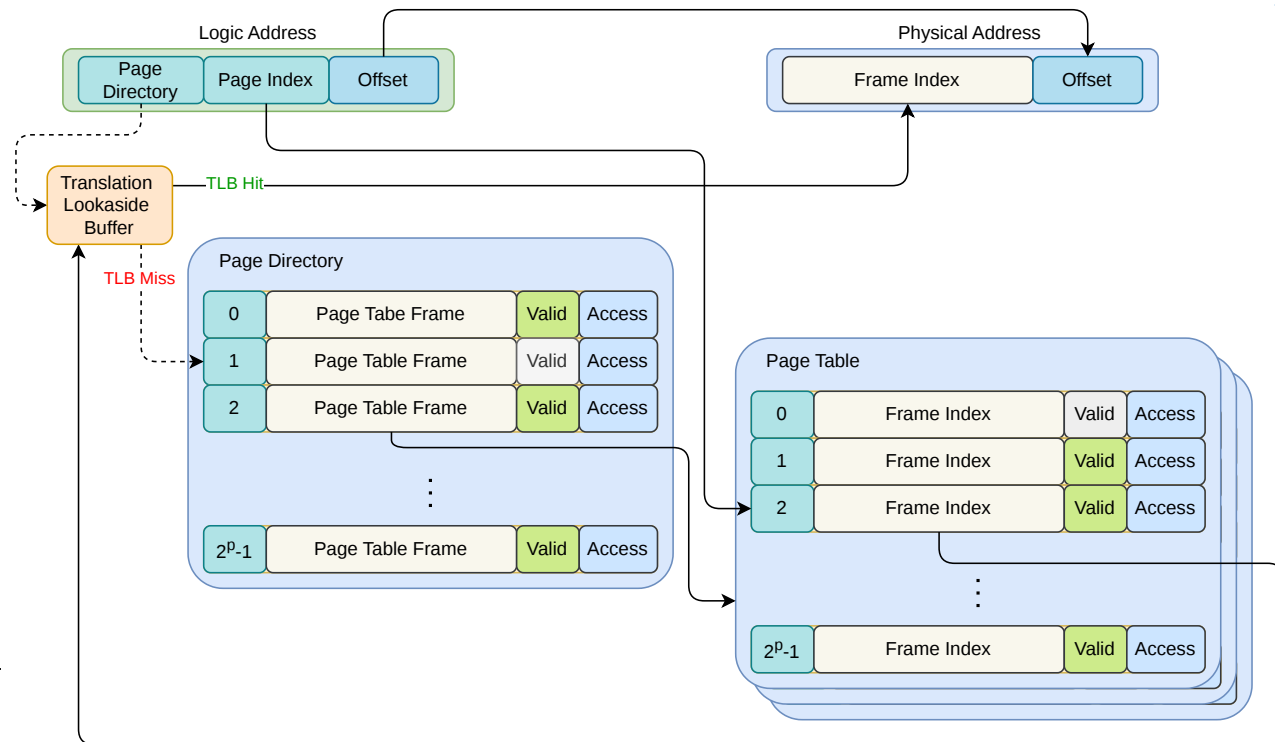 Logic Address
Physical Address
Page
Directory
Page Index
Offset
Frame Index
Offset
Translation
Lookaside
Buffer
TLB Hit
TLB Miss
Page Directory
0 Page Tabe Frame Valid Access
1 Page Table Frame Valid Access
2 Page Table Frame Valid Access
⋮
2ᵖ-1 Page Table Frame Valid Access
Page Table
0 Frame Index Valid Access
1 Frame Index Valid Access
2 Frame Index Valid Access
⋮
2ᵖ-1 Frame Index Valid Access